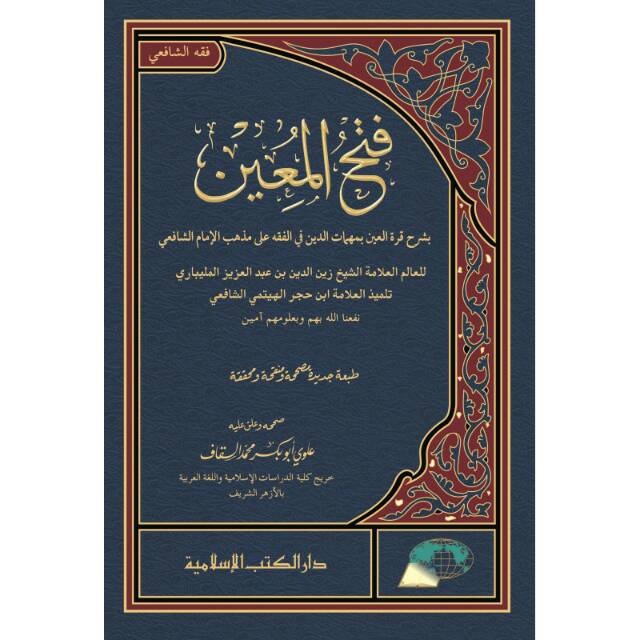 فقه الشافعي
فتح المعين
بشرح قرة العين بمهمات الدين في الفقه على مذهب الإمام الشافعي
للعالم العلامة الشيخ زين الدين بن عبد العزيز المليباري
تلميذ العلامة ابن حجر الهيتمي الشافعي
نفعنا الله بهم وبعلومهم آمين
طبعة جديدة مصححة ومنقحة ومحققة
صححه وعلق عليه
علوي أبو بكر محمد السقاف
خريج كلية الدراسات الإسلامية واللغة العربية
بالأزهر الشريف
دار الكتب الإسلامية